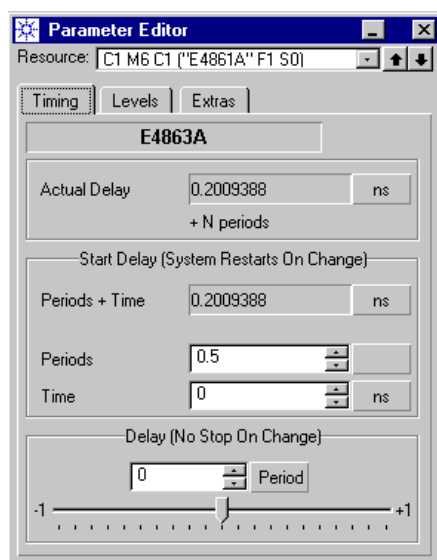 Parameter Editor
Resource: C1 M6 C1 ("E4861A" F1 S0)
Timing Levels Extras
E4863A
Actual Delay 0.2009388 ns
+ N periods
Start Delay (System Restarts On Change)
Periods + Time 0.2009388 ns
Periods 0.5
Time 0 ns
Delay (No Stop On Change)
0 Period
-1 +1